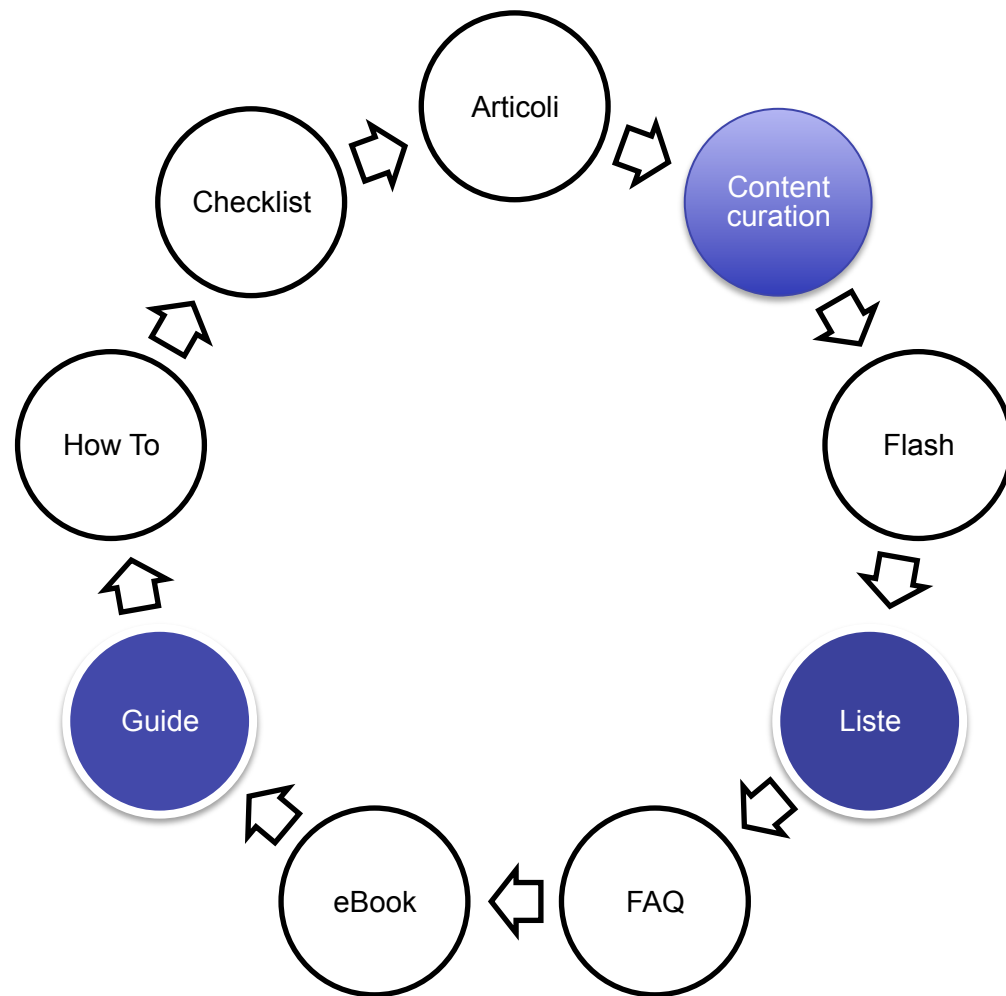 Articoli
Content
curation
Flash
Liste
FAQ
eBook
Guide
How To
Checklist